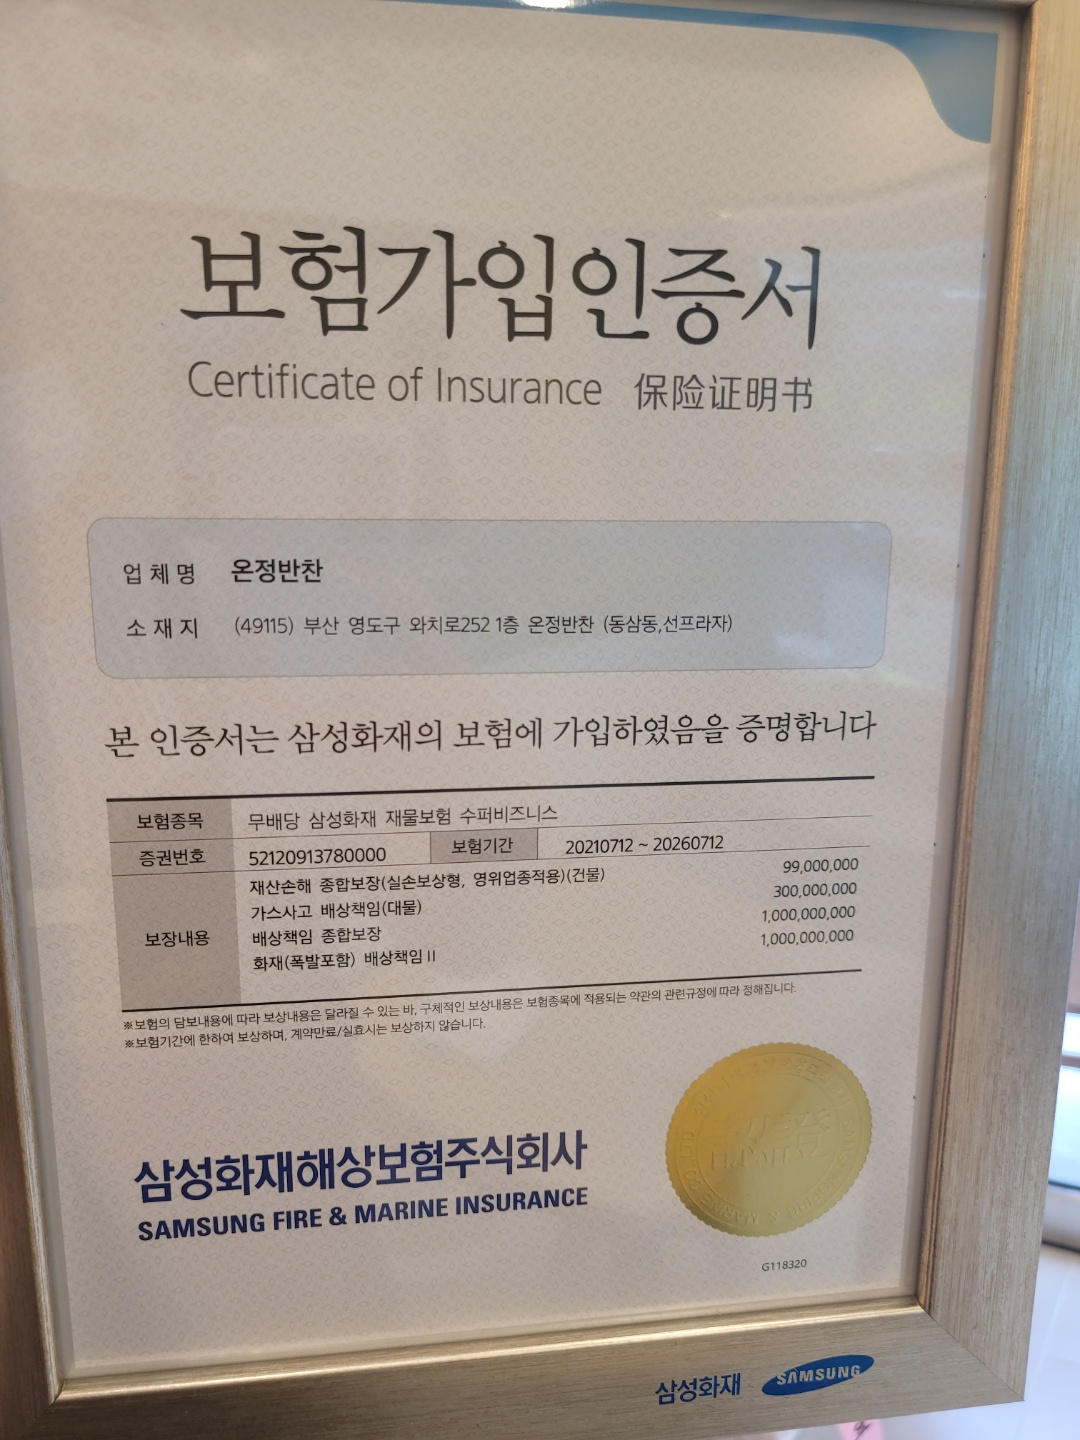 보험가입인증서
Certificate of Insurance 保险证明书
업체명 온정반찬
소재지 (49115) 부산 영도구 와치로252 1층 온정반찬 (동삼동,선프라자)
본 인증서는 삼성화재의 보험에 가입하였음을 증명합니다
보험종목 무배당 삼성화재 재물보험 수퍼비즈니스
증권번호 52120913780000 보험기간 20210712 ~ 20260712
보장내용
재산손해 종합보장(실손보상형, 영위업종적용)(건물) 99,000,000
가스사고 배상책임(대물) 300,000,000
배상책임 종합보장 1,000,000,000
화재(폭발포함) 배상책임Ⅱ 1,000,000,000
※보험의 담보내용에 따라 보상내용은 달라질 수 있는 바, 구체적인 보상내용은 보험종목에 적용되는 약관의 관련규정에 따라 정해집니다.
※보험기간에 한하여 보상하며, 계약만료/실효시는 보상하지 않습니다.
삼성화재해상보험주식회사
SAMSUNG FIRE & MARINE INSURANCE
G118320
삼성화재 SAMSUNG